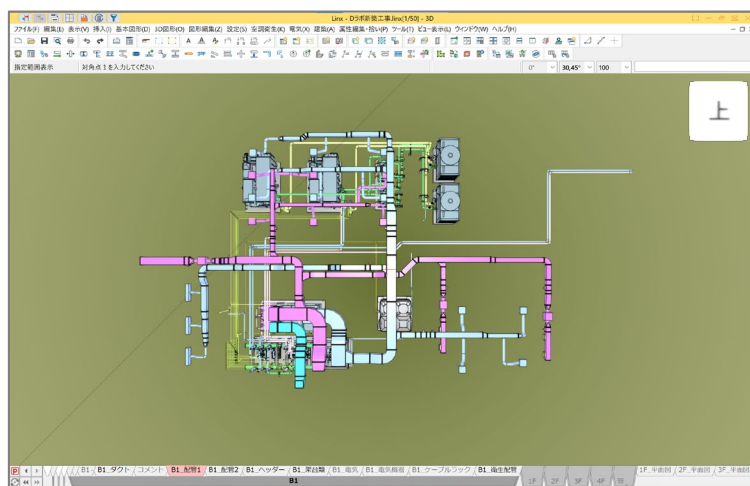 Linx - Dラボ新築工事.linx[1/50] - 3D
ファイル(F) 編集(E) 表示(V) 挿入(I) 基本図形(D) 3D図形(O) 図形編集(Z) 設定(S) 空調衛生(K) 電気(X) 建築(A) 属性編集・拾い(P) ツール(T) ビュー表示(L) ウインドウ(W) ヘルプ(H)
指定範囲表示 対角点１を入力してください 0° 30,45° 100
上
B1 B1_ダクト コメント B1_配管1 B1_配管2 B1_ヘッダー B1_架台類 B1_電気 B1_電気機器 B1_ケーブルラック B1_衛生配管 1F_平面図 2F_平面図 3F_平面図
B1 1F 2F 3F 4F